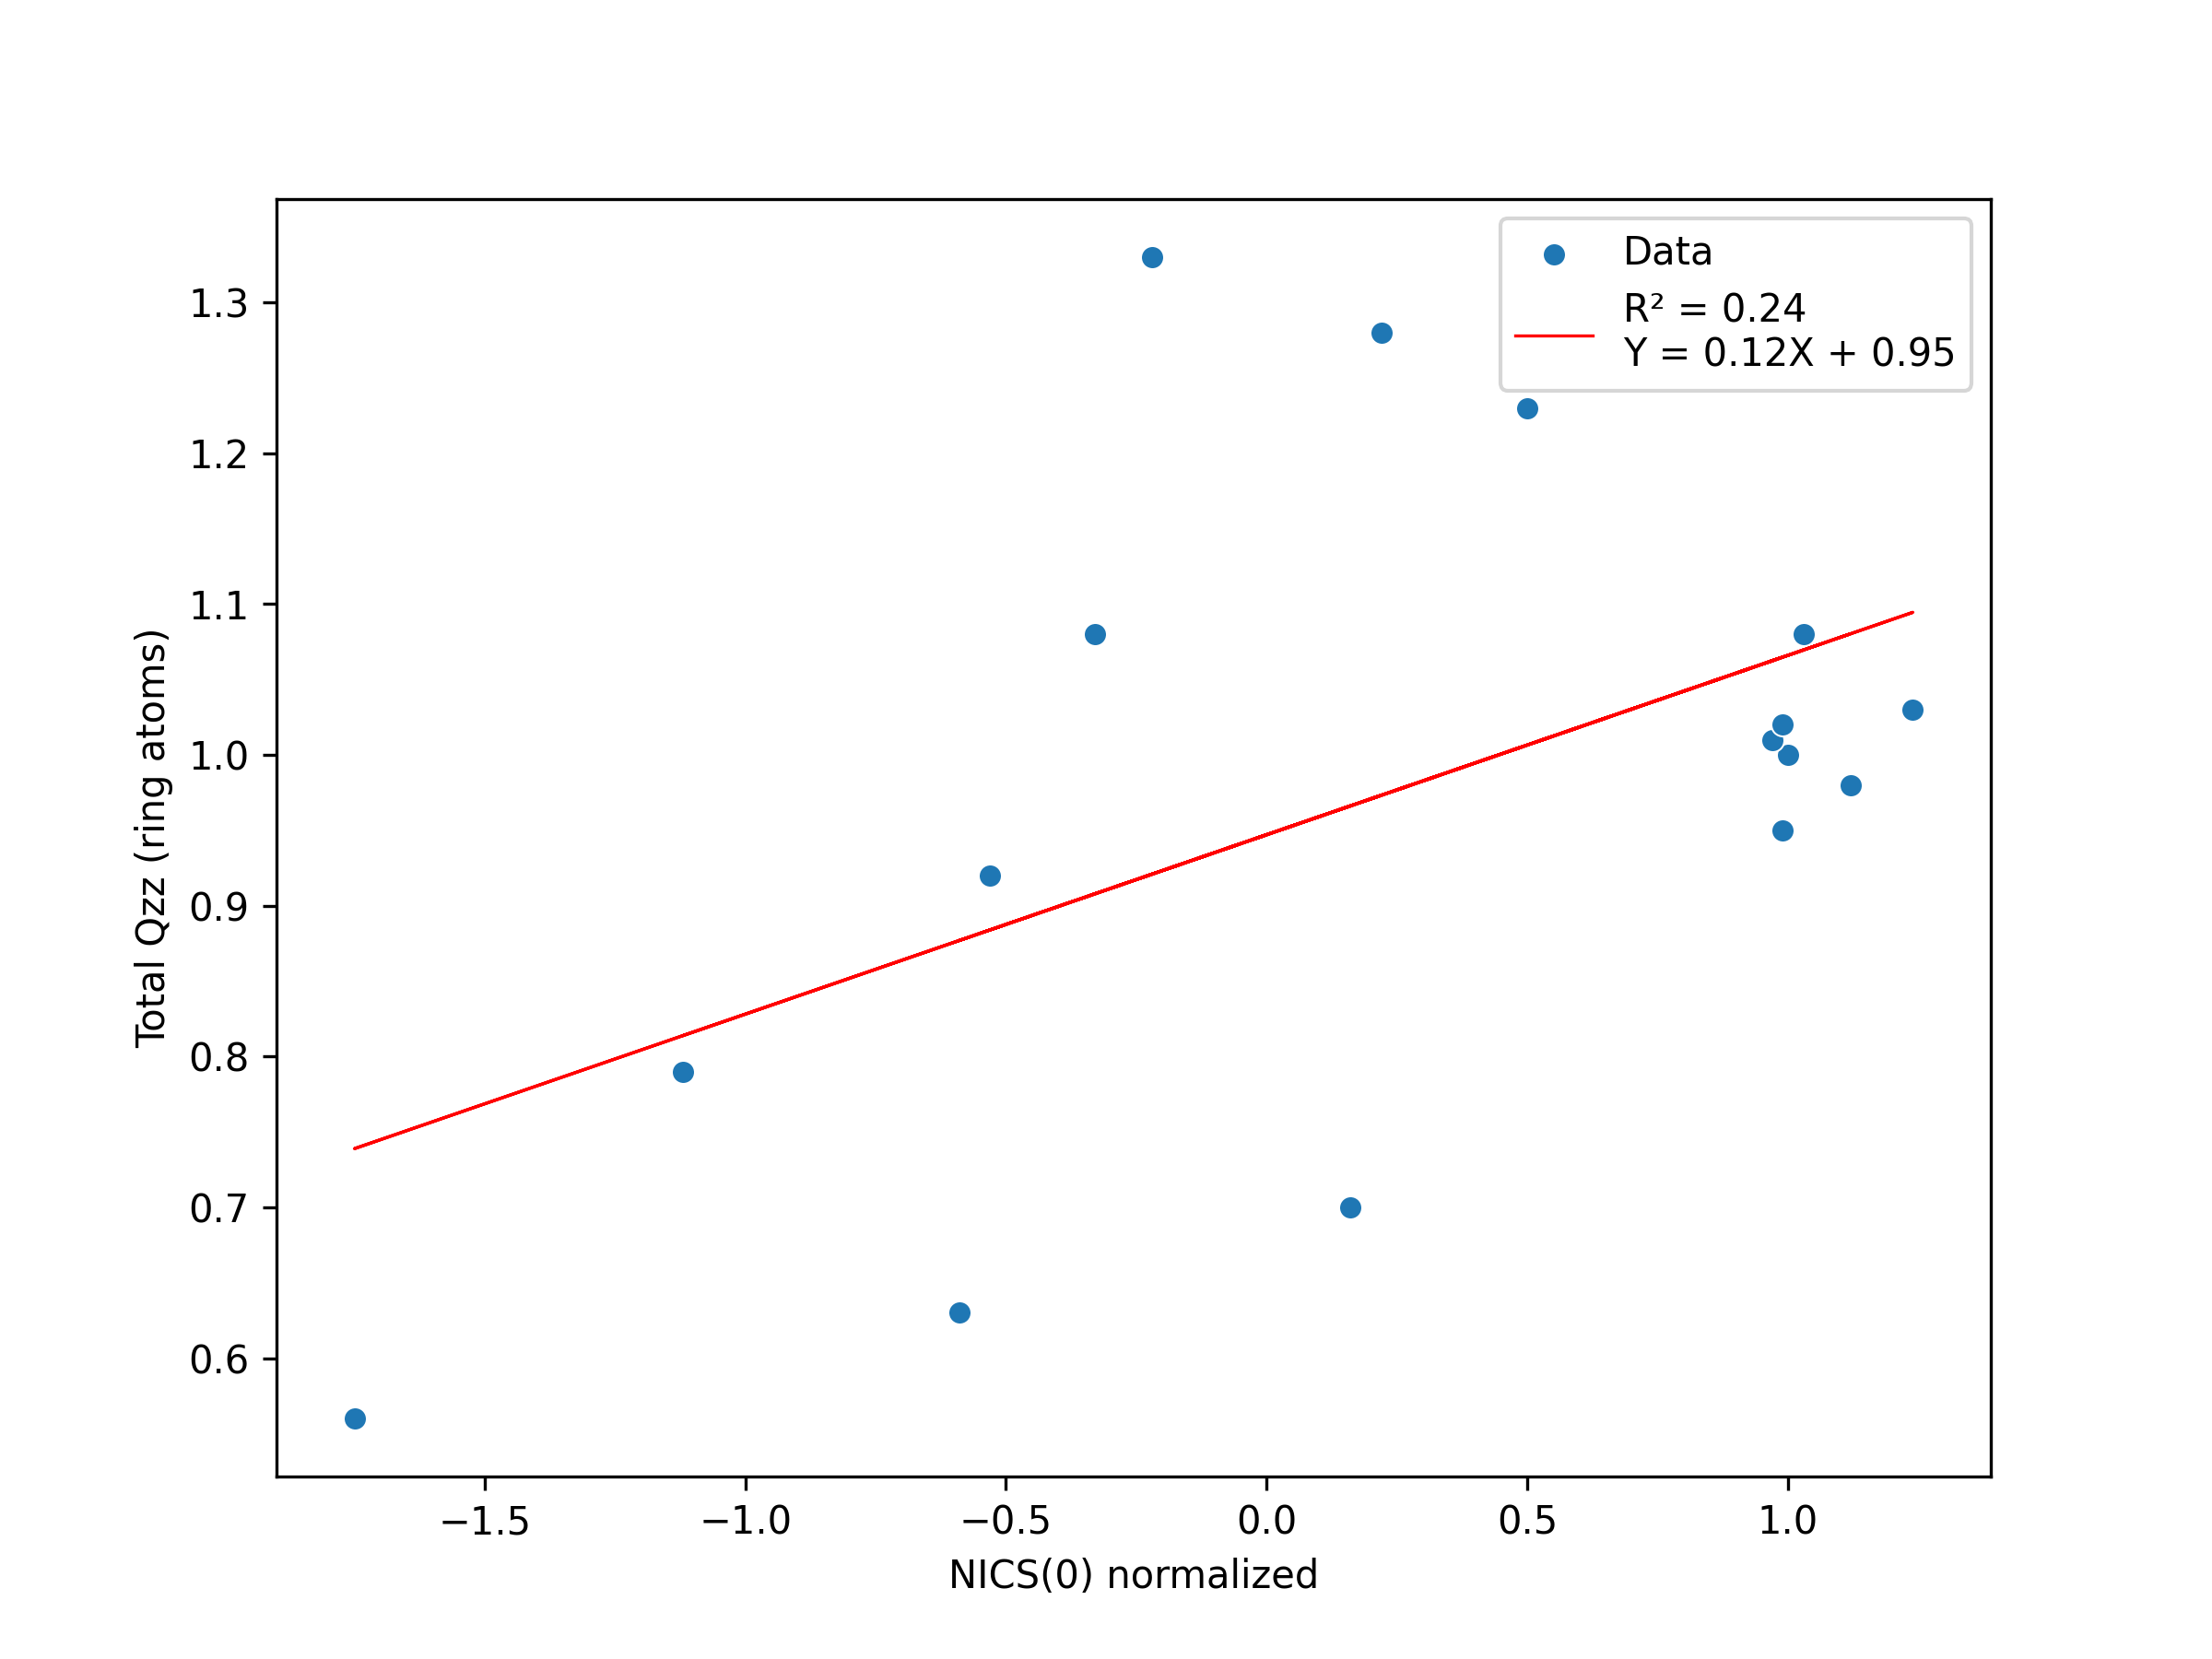 Data
R² = 0.24
Y = 0.12X + 0.95
1.3
1.2
1.1
1.0
0.9
0.8
0.7
0.6
Total Qzz (ring atoms)
−1.5 −1.0 −0.5 0.0 0.5 1.0
NICS(0) normalized